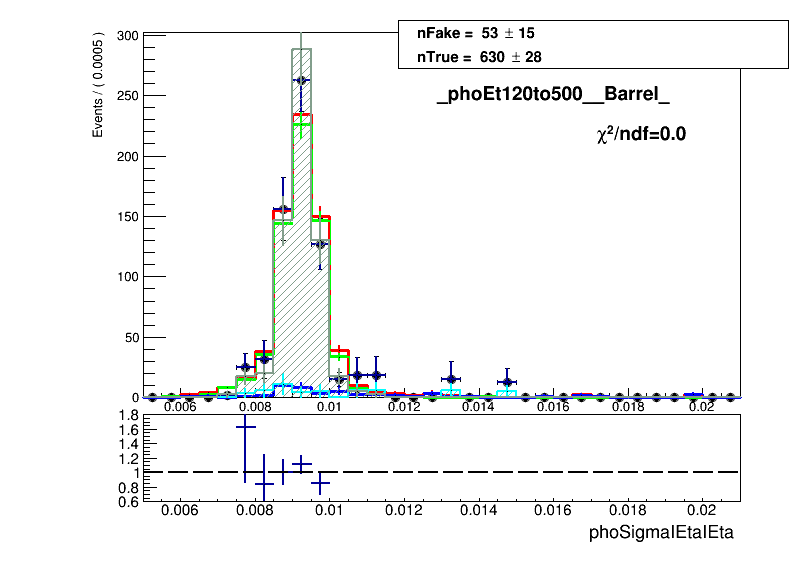 nFake = 53 ± 15
nTrue = 630 ± 28
_phoEt120to500__Barrel_
χ²/ndf=0.0
Events / ( 0.0005 )
300
250
200
150
100
50
0
0.006 0.008 0.01 0.012 0.014 0.016 0.018 0.02
1.8
1.6
1.4
1.2
1
0.8
0.6
0.006 0.008 0.01 0.012 0.014 0.016 0.018 0.02
phoSigmaIEtaIEta